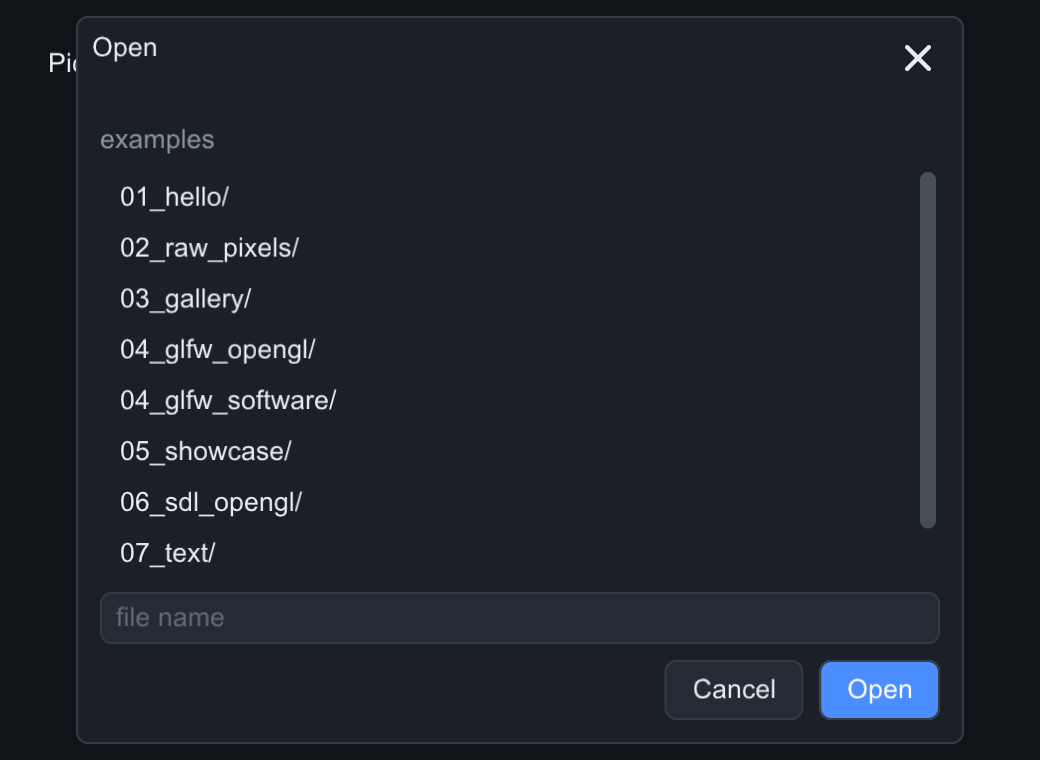 Open
examples
01_hello/
02_raw_pixels/
03_gallery/
04_glfw_opengl/
04_glfw_software/
05_showcase/
06_sdl_opengl/
07_text/
file name
Cancel Open